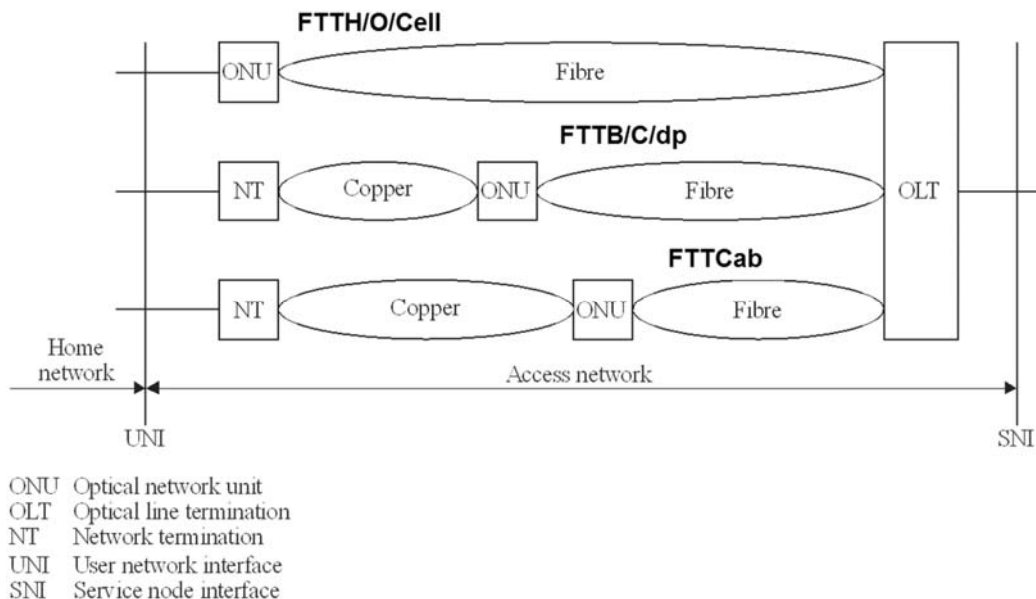 FTTH/O/Cell
ONU Fibre
FTTB/C/dp
NT Copper ONU Fibre OLT
FTTCab
NT Copper ONU Fibre
Home
network
Access network
UNI SNI
ONU Optical network unit
OLT Optical line termination
NT Network termination
UNI User network interface
SNI Service node interface